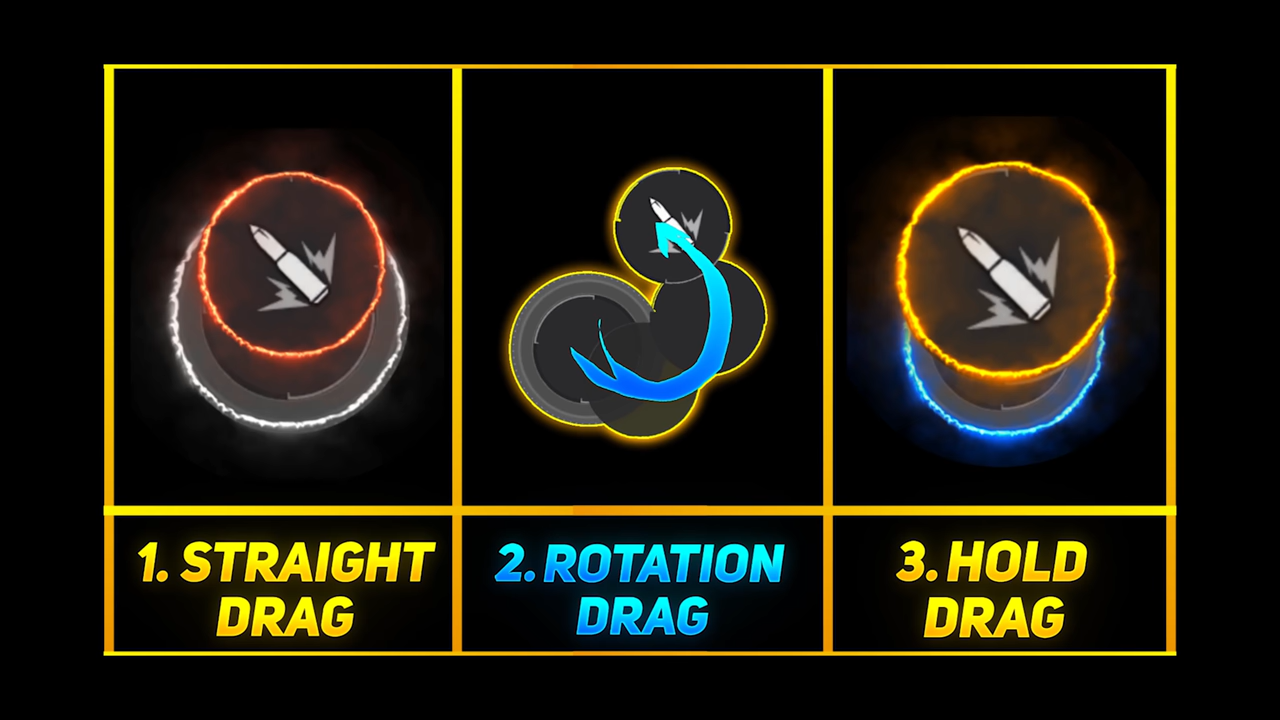 1. STRAIGHT
DRAG
2. ROTATION
DRAG
3. HOLD
DRAG